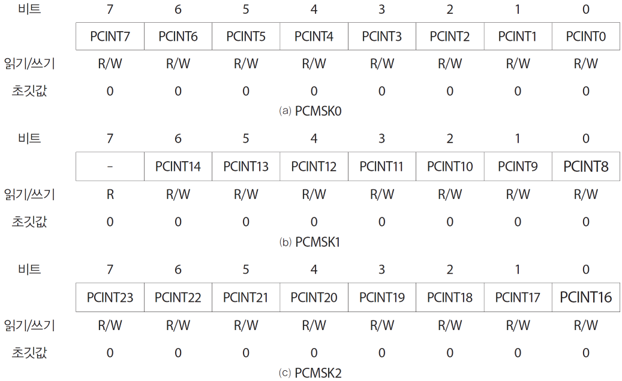 비트 7 6 5 4 3 2 1 0
PCINT7 PCINT6 PCINT5 PCINT4 PCINT3 PCINT2 PCINT1 PCINT0
읽기/쓰기 R/W R/W R/W R/W R/W R/W R/W R/W
초깃값 0 0 0 0 0 0 0 0
(a) PCMSK0
비트 7 6 5 4 3 2 1 0
– PCINT14 PCINT13 PCINT12 PCINT11 PCINT10 PCINT9 PCINT8
읽기/쓰기 R R/W R/W R/W R/W R/W R/W R/W
초깃값 0 0 0 0 0 0 0 0
(b) PCMSK1
비트 7 6 5 4 3 2 1 0
PCINT23 PCINT22 PCINT21 PCINT20 PCINT19 PCINT18 PCINT17 PCINT16
읽기/쓰기 R/W R/W R/W R/W R/W R/W R/W R/W
초깃값 0 0 0 0 0 0 0 0
(c) PCMSK2